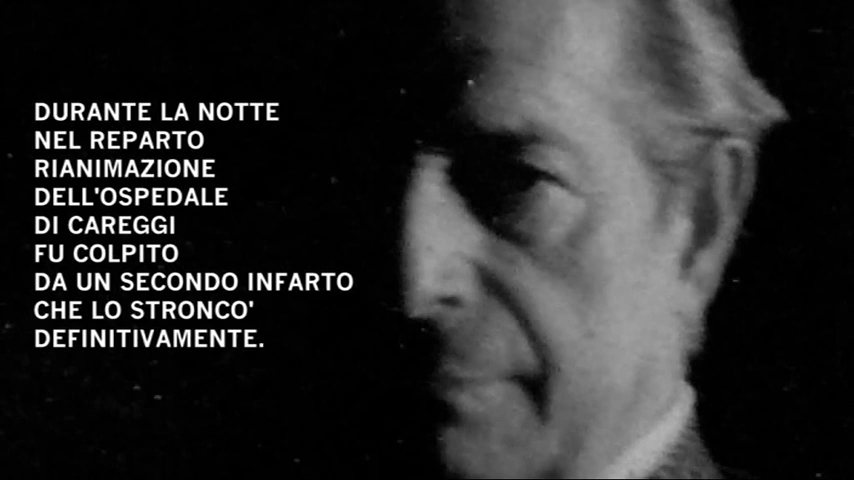 DURANTE LA NOTTE
NEL REPARTO
RIANIMAZIONE
DELL'OSPEDALE
DI CAREGGI
FU COLPITO
DA UN SECONDO INFARTO
CHE LO STRONCO'
DEFINITIVAMENTE.